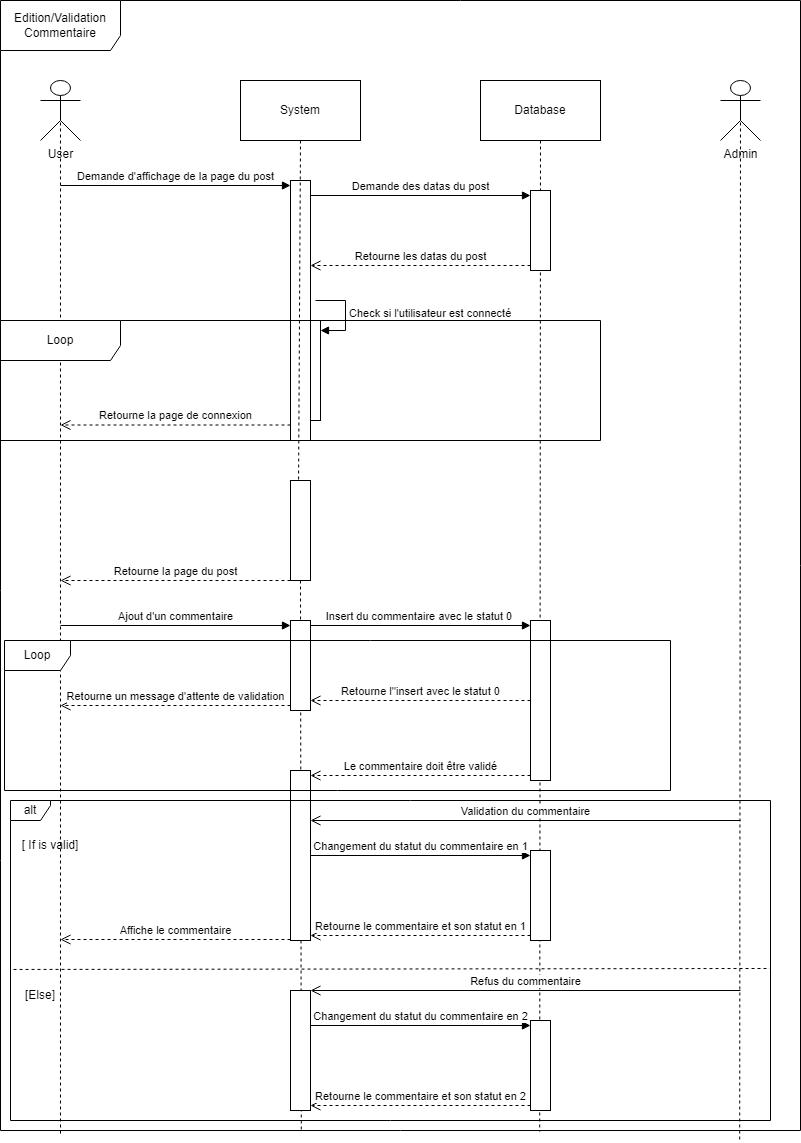 Edition/Validation
Commentaire
System
Database
User
Admin
Demande d'affichage de la page du post
Demande des datas du post
Retourne les datas du post
Check si l'utilisateur est connecté
Loop
Retourne la page de connexion
Retourne la page du post
Ajout d'un commentaire
Insert du commentaire avec le statut 0
Loop
Retourne l''insert avec le statut 0
Retourne un message d'attente de validation
Le commentaire doit être validé
alt
Validation du commentaire
[ If is valid]
Changement du statut du commentaire en 1
Retourne le commentaire et son statut en 1
Affiche le commentaire
Refus du commentaire
[Else]
Changement du statut du commentaire en 2
Retourne le commentaire et son statut en 2